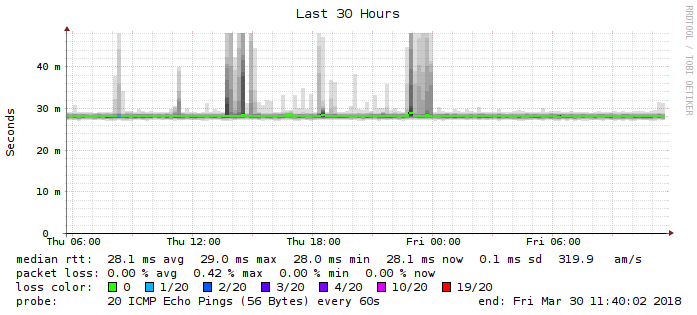 Last 30 Hours
RRDTOOL / TOBI OETIKER
Seconds
40 m
30 m
20 m
10 m
0
Thu 06:00 Thu 12:00 Thu 18:00 Fri 00:00 Fri 06:00
median rtt: 28.1 ms avg 29.0 ms max 28.0 ms min 28.1 ms now 0.1 ms sd 319.9 am/s
packet loss: 0.00 % avg 0.42 % max 0.00 % min 0.00 % now
loss color: 0 1/20 2/20 3/20 4/20 10/20 19/20
probe: 20 ICMP Echo Pings (56 Bytes) every 60s end: Fri Mar 30 11:40:02 2018